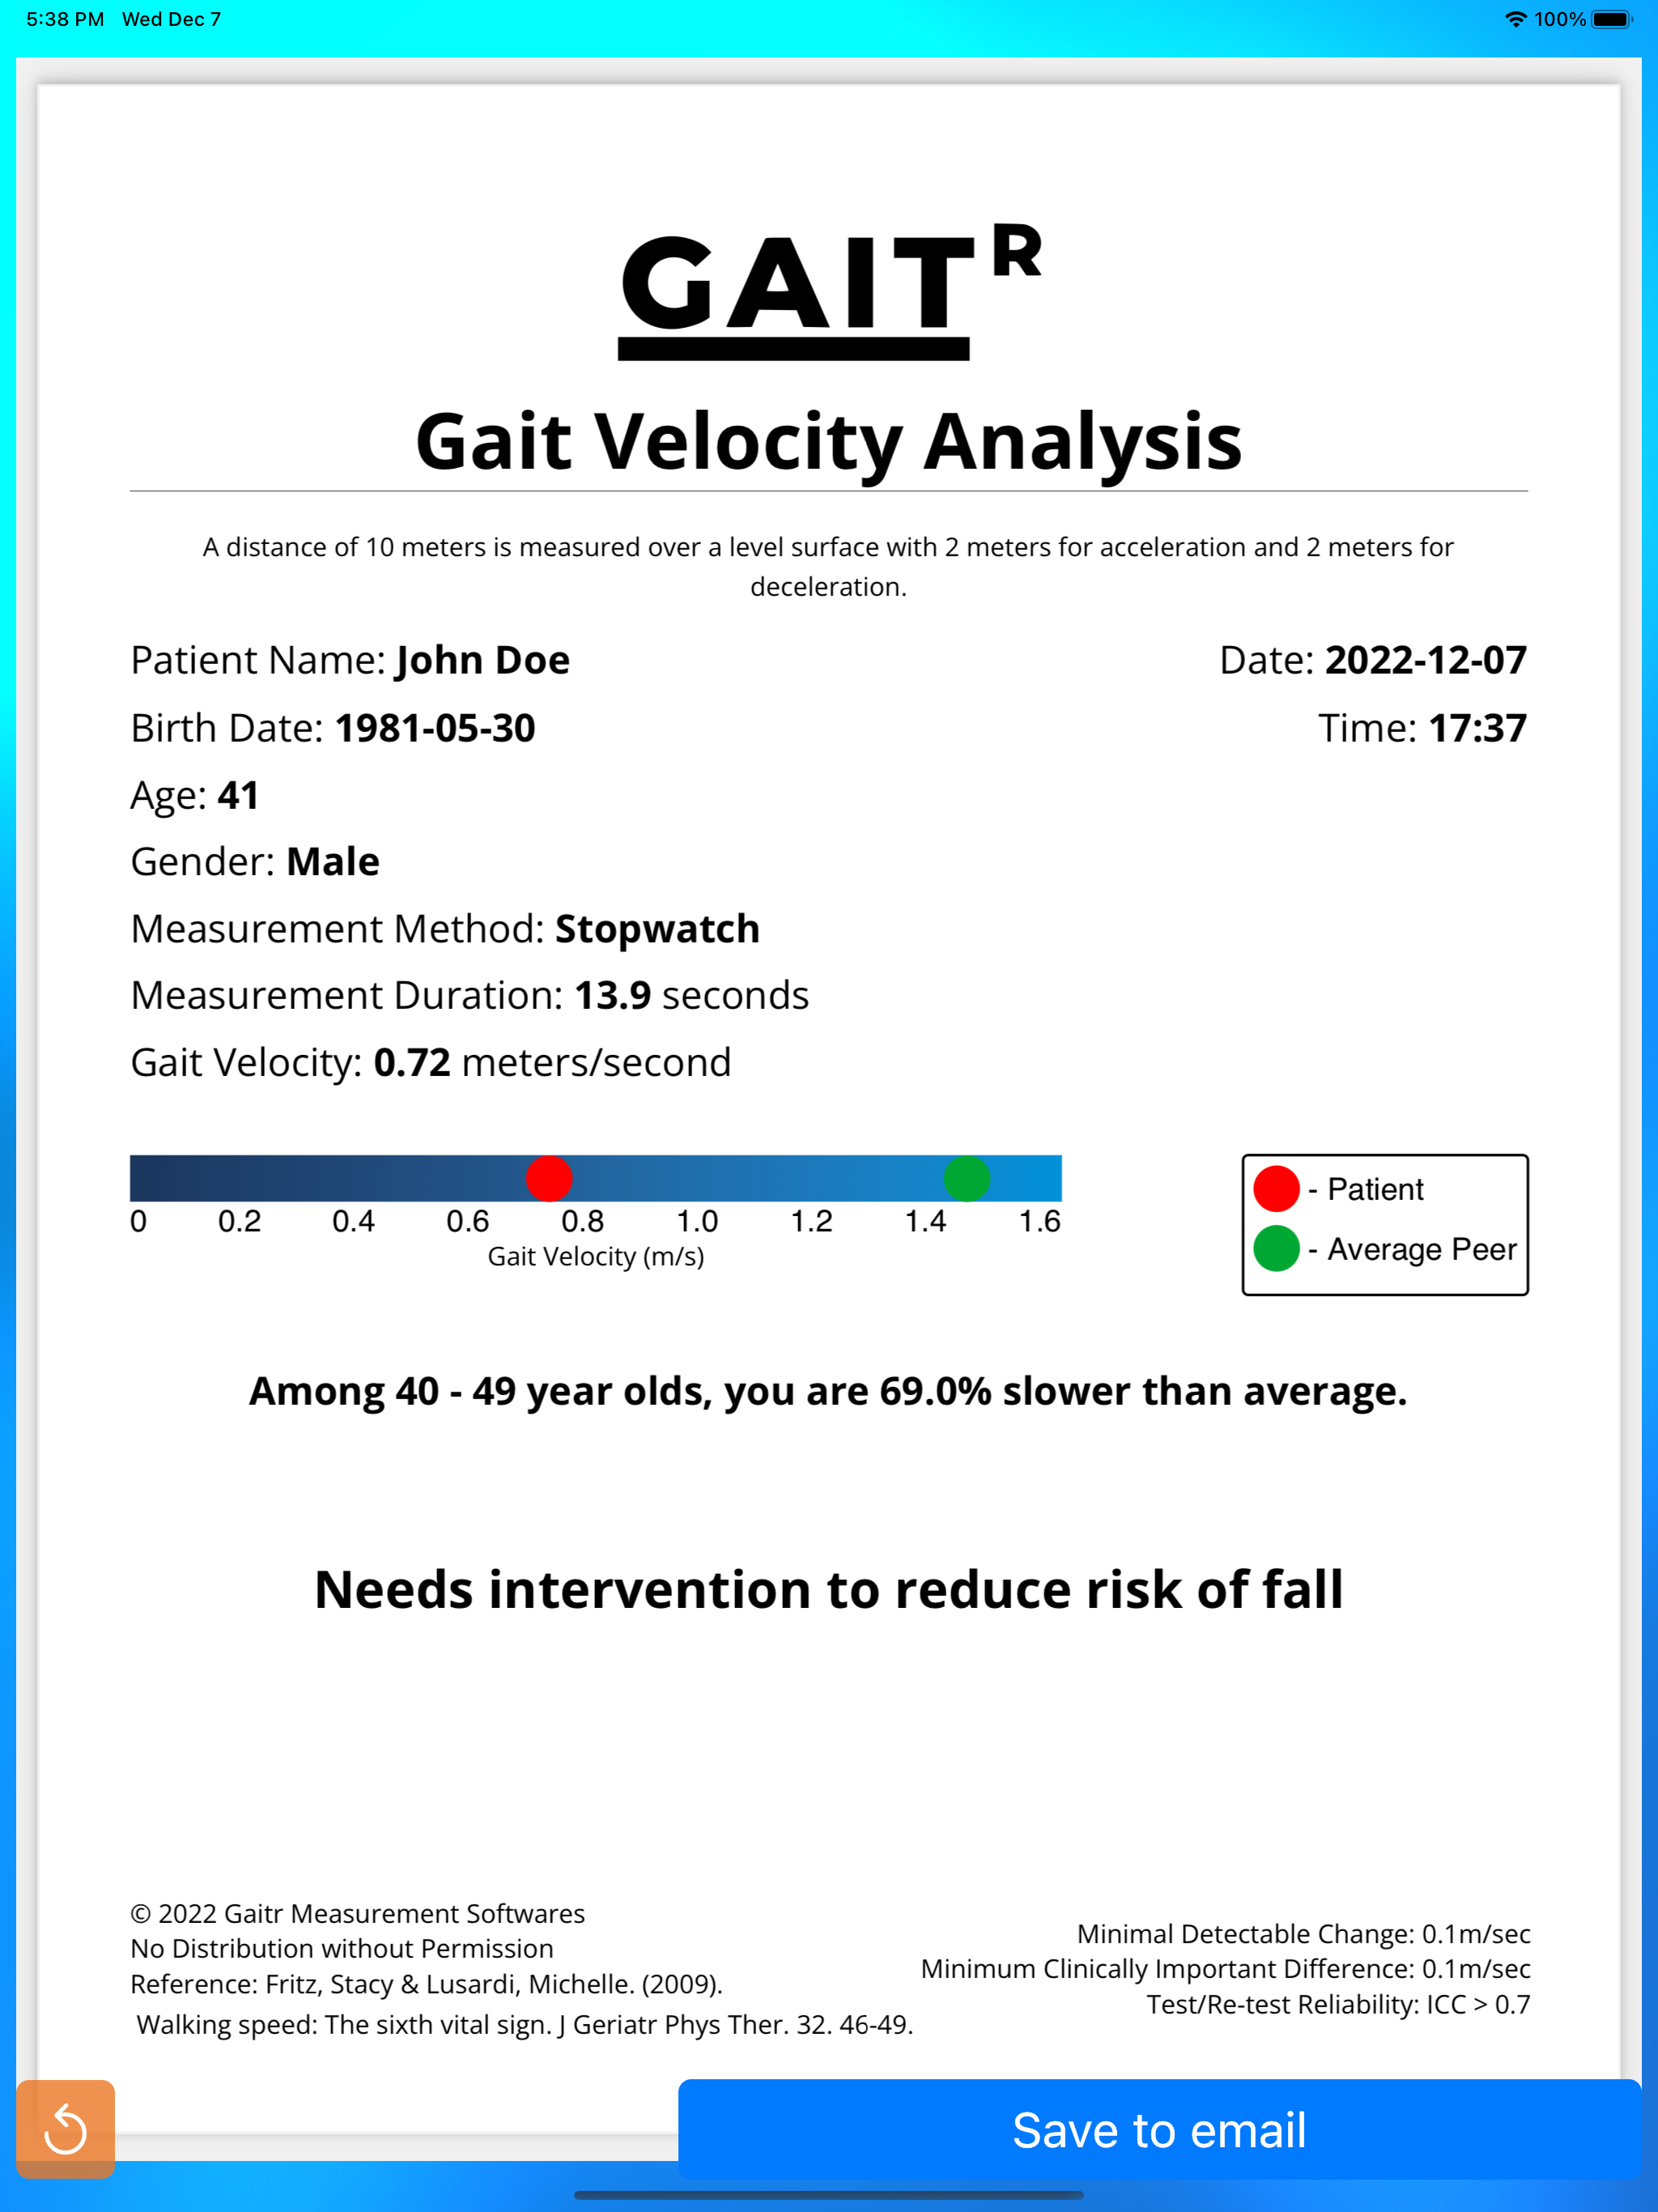 5:38 PM Wed Dec 7 100%
GAITR
Gait Velocity Analysis
A distance of 10 meters is measured over a level surface with 2 meters for acceleration and 2 meters for
deceleration.
Patient Name: John Doe
Date: 2022-12-07
Birth Date: 1981-05-30
Time: 17:37
Age: 41
Gender: Male
Measurement Method: Stopwatch
Measurement Duration: 13.9 seconds
Gait Velocity: 0.72 meters/second
0 0.2 0.4 0.6 0.8 1.0 1.2 1.4 1.6
Gait Velocity (m/s)
- Patient
- Average Peer
Among 40 - 49 year olds, you are 69.0% slower than average.
Needs intervention to reduce risk of fall
© 2022 Gaitr Measurement Softwares
No Distribution without Permission
Reference: Fritz, Stacy & Lusardi, Michelle. (2009).
Walking speed: The sixth vital sign. J Geriatr Phys Ther. 32. 46-49.
Minimal Detectable Change: 0.1m/sec
Minimum Clinically Important Difference: 0.1m/sec
Test/Re-test Reliability: ICC > 0.7
Save to email